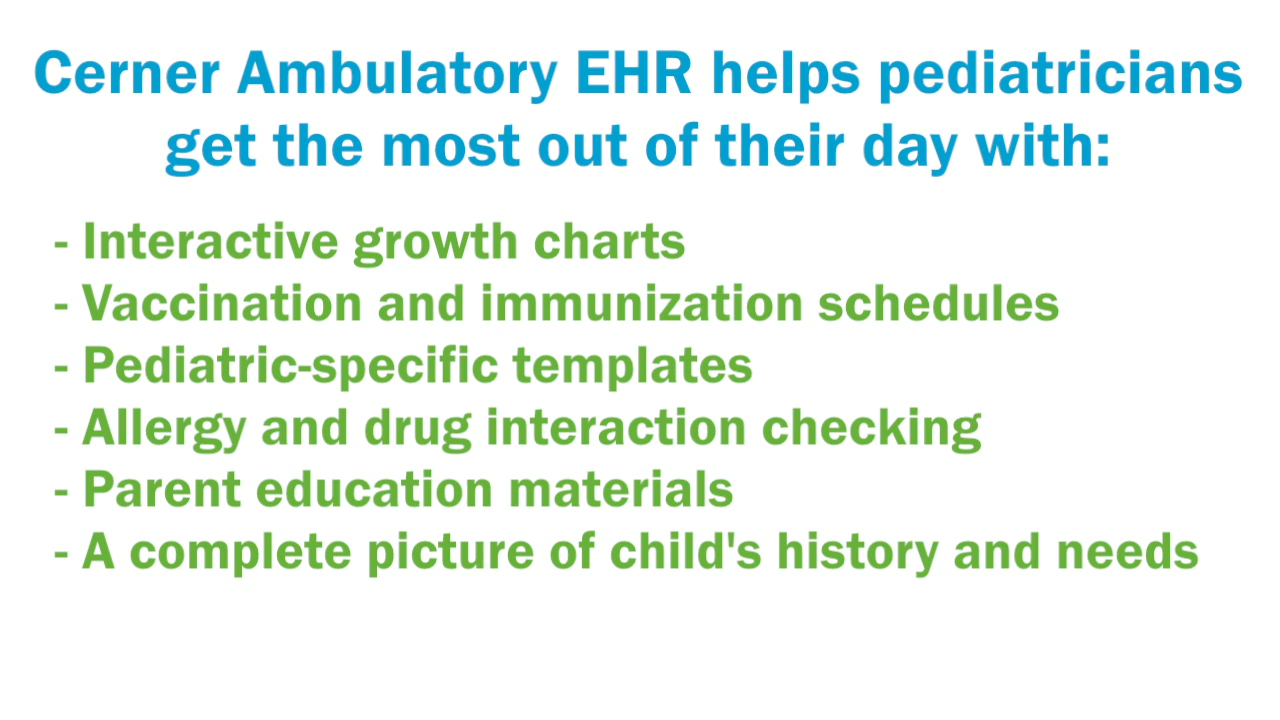 Cerner Ambulatory EHR helps pediatricians
get the most out of their day with:
- Interactive growth charts
- Vaccination and immunization schedules
- Pediatric-specific templates
- Allergy and drug interaction checking
- Parent education materials
- A complete picture of child's history and needs